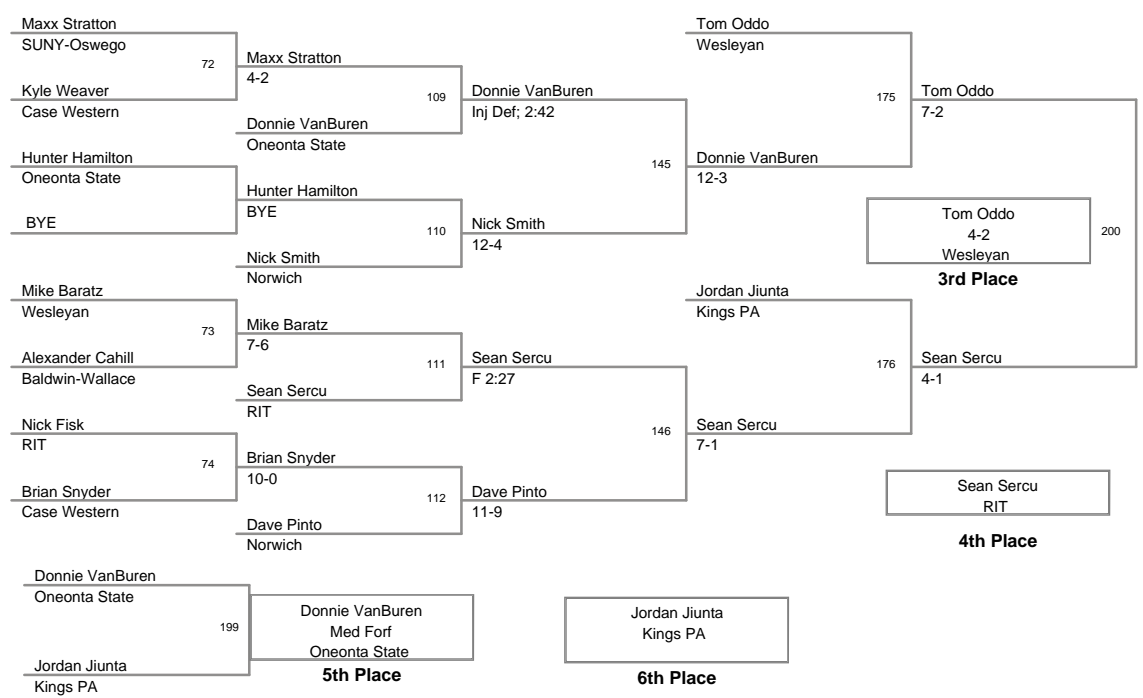 Maxx Stratton
SUNY-Oswego
72
Kyle Weaver
Case Western
Hunter Hamilton
Oneonta State
BYE
Mike Baratz
Wesleyan
73
Alexander Cahill
Baldwin-Wallace
Nick Fisk
RIT
74
Brian Snyder
Case Western
Maxx Stratton
4-2
109
Donnie VanBuren
Oneonta State
Hunter Hamilton
BYE
110
Nick Smith
Norwich
Mike Baratz
7-6
111
Sean Sercu
RIT
Brian Snyder
10-0
112
Dave Pinto
Norwich
Donnie VanBuren
Inj Def; 2:42
145
Nick Smith
12-4
Sean Sercu
F 2:27
146
Dave Pinto
11-9
Tom Oddo
Wesleyan
175
Donnie VanBuren
12-3
Jordan Jiunta
Kings PA
176
Sean Sercu
7-1
Tom Oddo
7-2
200
Sean Sercu
4-1
Tom Oddo
4-2
Wesleyan
3rd Place
Sean Sercu
RIT
4th Place
Donnie VanBuren
Oneonta State
199
Jordan Jiunta
Kings PA
Donnie VanBuren
Med Forf
Oneonta State
5th Place
Jordan Jiunta
Kings PA
6th Place